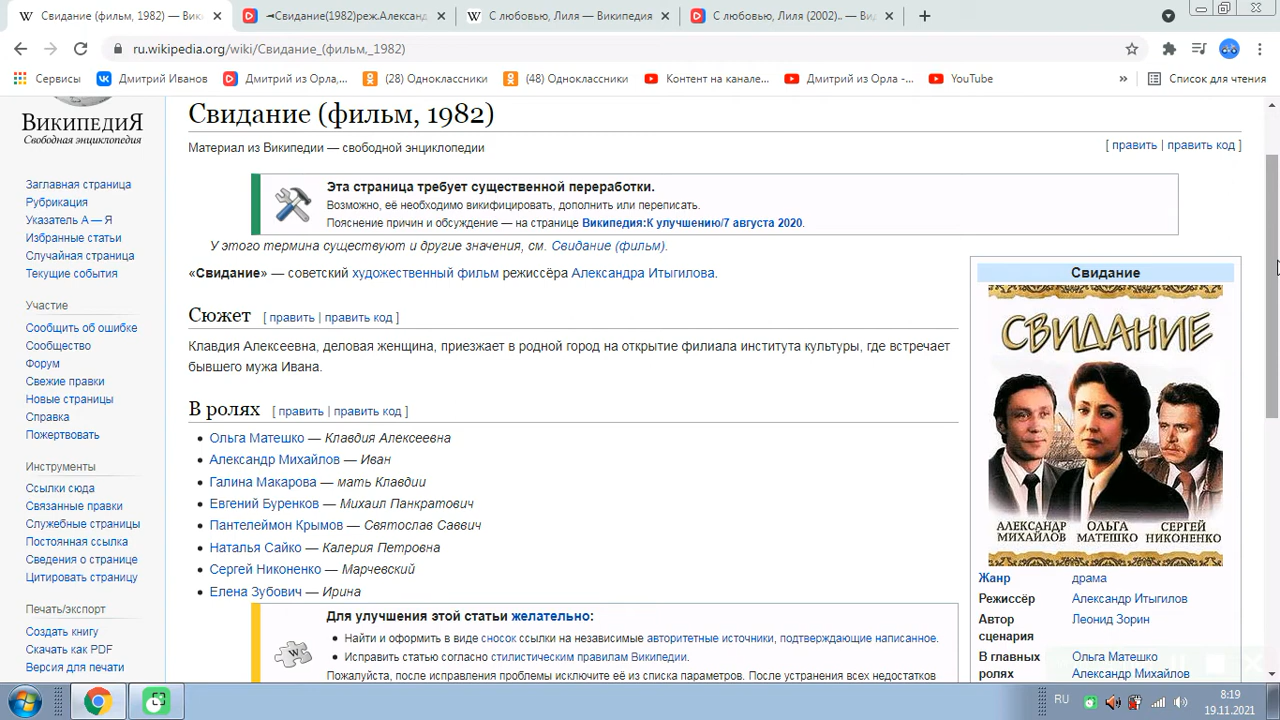 Свидание (фильм, 1982) — Вик
⊲Свидание(1982)реж.Александ
С любовью, Лиля — Википедия
С любовью, Лиля (2002).. — Ви
ru.wikipedia.org/wiki/Свидание_(фильм,_1982)
Сервисы
Дмитрий Иванов
Дмитрий из Орла,...
(28) Одноклассники
(48) Одноклассники
Контент на канале...
Дмитрий из Орла -...
YouTube
»
Список для чтения
ВИКИПЕДИЯ
Свободная энциклопедия
Заглавная страница
Рубрикация
Указатель А — Я
Избранные статьи
Случайная страница
Текущие события
Участие
Сообщить об ошибке
Сообщество
Форум
Свежие правки
Новые страницы
Справка
Пожертвовать
Инструменты
Ссылки сюда
Связанные правки
Служебные страницы
Постоянная ссылка
Сведения о странице
Цитировать страницу
Печать/экспорт
Создать книгу
Скачать как PDF
Версия для печати
Свидание (фильм, 1982)
Материал из Википедии — свободной энциклопедии
[ править | править код ]
Эта страница требует существенной переработки.
Возможно, её необходимо викифицировать, дополнить или переписать.
Пояснение причин и обсуждение — на странице Википедия:К улучшению/7 августа 2020.
У этого термина существуют и другие значения, см. Свидание (фильм).
«Свидание» — советский художественный фильм режиссёра Александра Итыгилова.
Сюжет [ править | править код ]
Клавдия Алексеевна, деловая женщина, приезжает в родной город на открытие филиала института культуры, где встречает
бывшего мужа Ивана.
В ролях [ править | править код ]
Ольга Матешко — Клавдия Алексеевна
Александр Михайлов — Иван
Галина Макарова — мать Клавдии
Евгений Буренков — Михаил Панкратович
Пантелеймон Крымов — Святослав Саввич
Наталья Сайко — Калерия Петровна
Сергей Никоненко — Марчевский
Елена Зубович — Ирина
Для улучшения этой статьи желательно:
Найти и оформить в виде сносок ссылки на независимые авторитетные источники, подтверждающие написанное.
Исправить статью согласно стилистическим правилам Википедии.
Пожалуйста, после исправления проблемы исключите её из списка параметров. После устранения всех недостатков
Свидание
СВИДАНИЕ
АЛЕКСАНДР МИХАЙЛОВ
ОЛЬГА МАТЕШКО
СЕРГЕЙ НИКОНЕНКО
Жанр драма
Режиссёр Александр Итыгилов
Автор сценария Леонид Зорин
В главных ролях Ольга Матешко
Александр Михайлов
RU
8:19
19.11.2021